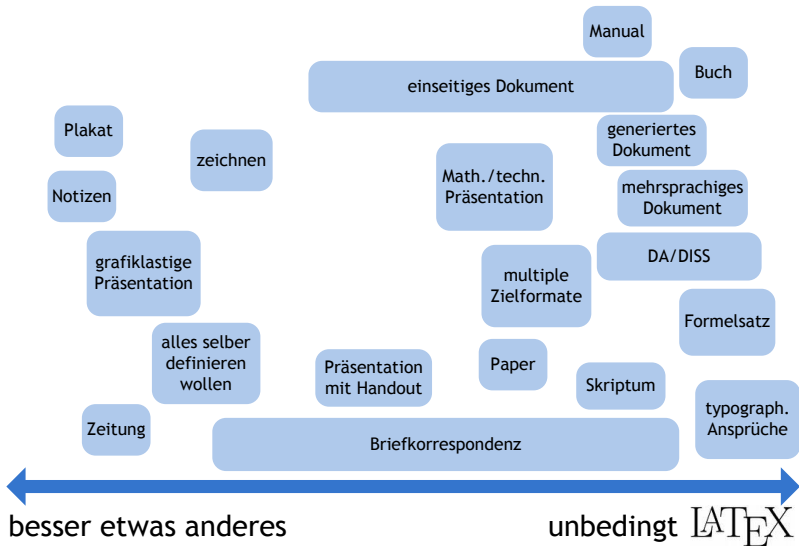 Manual
einseitiges Dokument
Buch
Plakat
zeichnen
generiertes
Dokument
Math./techn.
Präsentation
Notizen
mehrsprachiges
Dokument
grafiklastige
Präsentation
DA/DISS
multiple
Zielformate
Formelsatz
alles selber
definieren
wollen
Präsentation
mit Handout
Paper
Skriptum
typograph.
Ansprüche
Zeitung
Briefkorrespondenz
besser etwas anderes
unbedingt LATEX